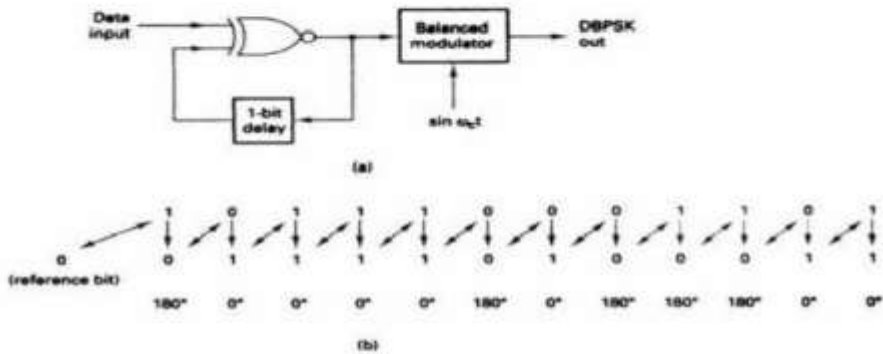 Data
input
Balanced
modulator
DBPSK
out
1-bit
delay
sin ωct
(a)
1 0 1 1 1 0 0 0 1 1 0 1
0 0 1 1 1 1 0 1 0 0 0 1 1
(reference bit)
180° 0° 0° 0° 0° 180° 0° 180° 180° 180° 0° 0°
(b)